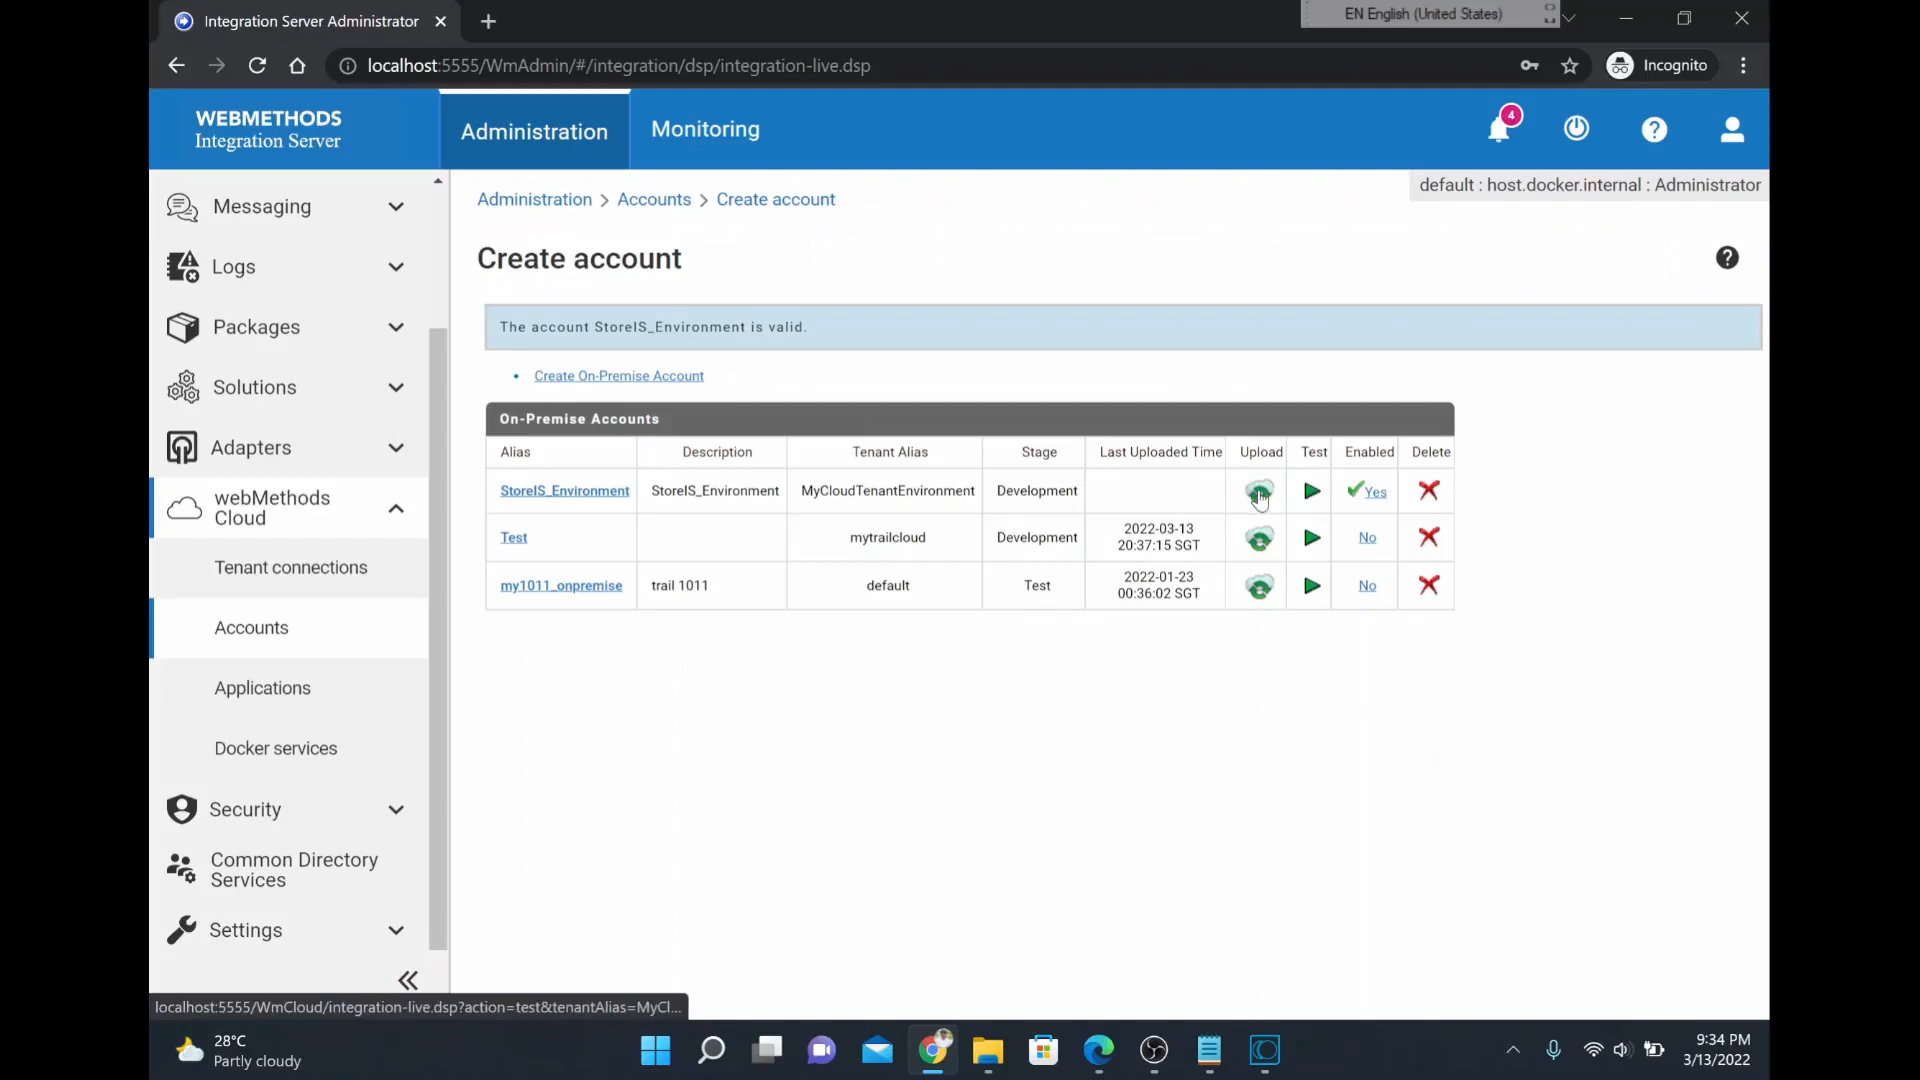 Integration Server Administrator
EN English (United States)
localhost:5555/WmAdmin/#/integration/dsp/integration-live.dsp
Incognito
WEBMETHODS
Integration Server
Administration
Monitoring
4
default : host.docker.internal : Administrator
Messaging
Logs
Packages
Solutions
Adapters
webMethods
Cloud
Tenant connections
Accounts
Applications
Docker services
Security
Common Directory
Services
Settings
Administration > Accounts > Create account
Create account
The account StoreIS_Environment is valid.
Create On-Premise Account
On-Premise Accounts
Alias Description Tenant Alias Stage Last Uploaded Time Upload Test Enabled Delete
StoreIS_Environment StoreIS_Environment MyCloudTenantEnvironment Development Yes
Test mytrailcloud Development 2022-03-13 20:37:15 SGT No
my1011_onpremise trail 1011 default Test 2022-01-23 00:36:02 SGT No
localhost:5555/WmCloud/integration-live.dsp?action=test&tenantAlias=MyCl...
28°C
Partly cloudy
9:34 PM
3/13/2022